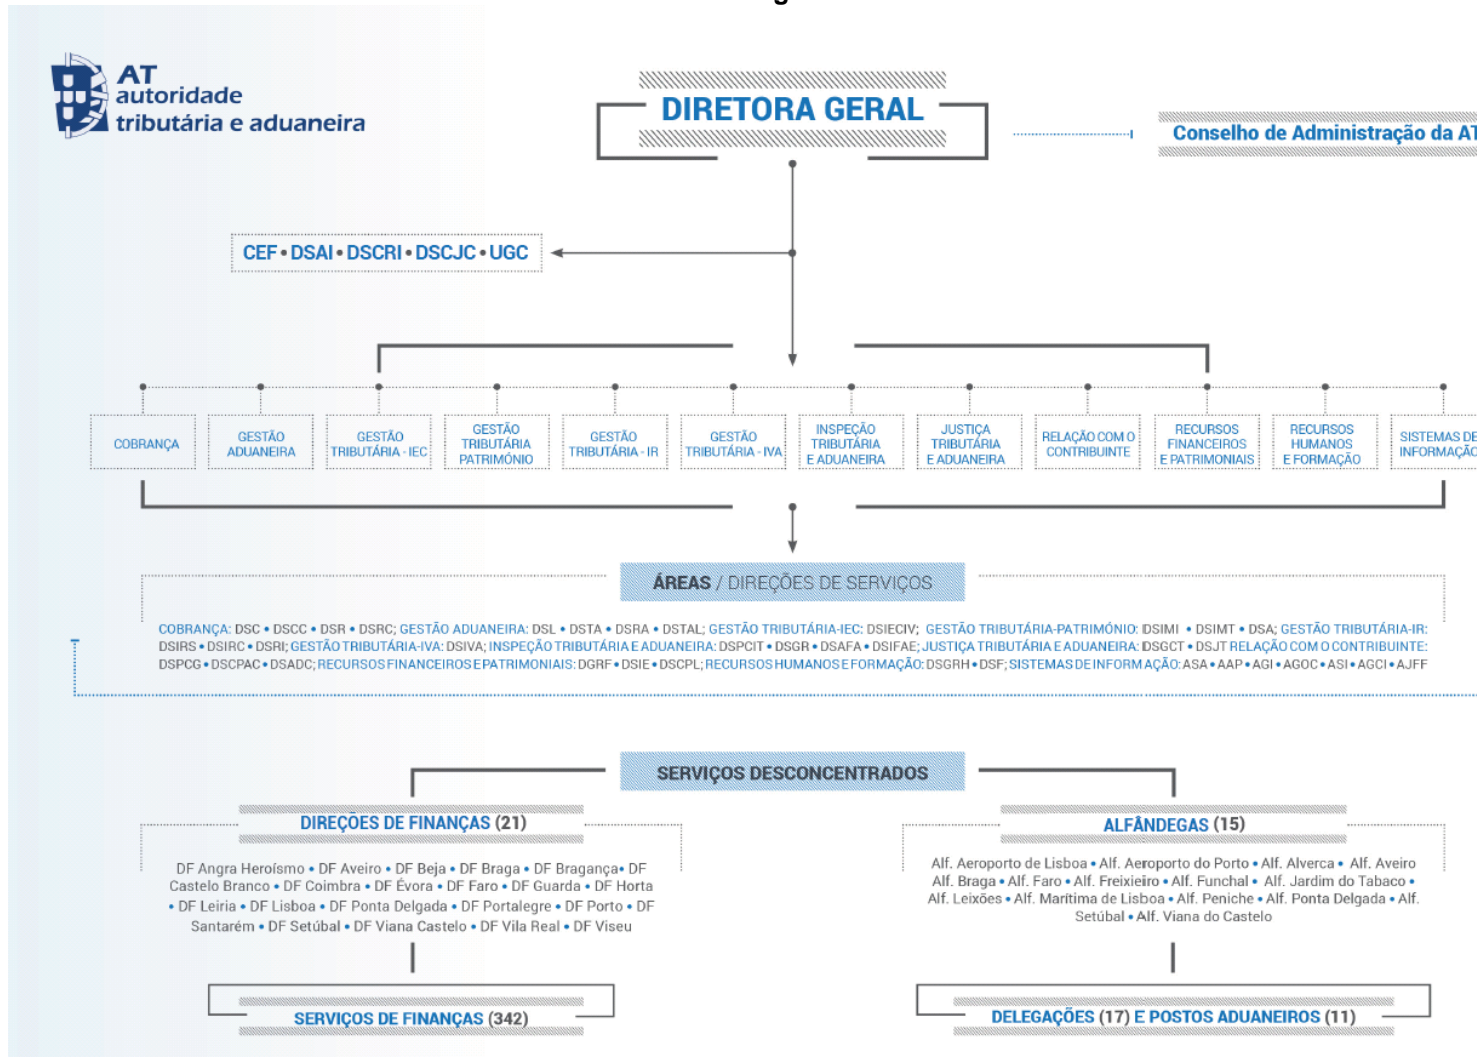 AT
autoridade
tributária e aduaneira
DIRETORA GERAL
Conselho de Administração da AT
CEF • DSAI • DSCRI • DSCJC • UGC
COBRANÇA
GESTÃO
ADUANEIRA
GESTÃO
TRIBUTÁRIA - IEC
GESTÃO
TRIBUTÁRIA
PATRIMÓNIO
GESTÃO
TRIBUTÁRIA - IR
GESTÃO
TRIBUTÁRIA - IVA
INSPEÇÃO
TRIBUTÁRIA
E ADUANEIRA
JUSTIÇA
TRIBUTÁRIA
E ADUANEIRA
RELAÇÃO COM O
CONTRIBUINTE
RECURSOS
FINANCEIROS
E PATRIMONIAIS
RECURSOS
HUMANOS
E FORMAÇÃO
SISTEMAS DE
INFORMAÇÃO
ÁREAS / DIREÇÕES DE SERVIÇOS
COBRANÇA: DSC • DSCC • DSR • DSRC; GESTÃO ADUANEIRA: DSL • DSTA • DSRA • DSTAL; GESTÃO TRIBUTÁRIA-IEC: DSIECIV; GESTÃO TRIBUTÁRIA-PATRIMÓNIO: DSIMI • DSIMT • DSA; GESTÃO TRIBUTÁRIA-IR:
DSIRS • DSIRC • DSRI; GESTÃO TRIBUTÁRIA-IVA: DSIVA; INSPEÇÃO TRIBUTÁRIA E ADUANEIRA: DSPCIT • DSGR • DSAFA • DSIFAE; JUSTIÇA TRIBUTÁRIA E ADUANEIRA: DSGCT • DSJT RELAÇÃO COM O CONTRIBUINTE:
DSPCG • DSCPAC • DSADC; RECURSOS FINANCEIROS E PATRIMONIAIS: DGRF • DSIE • DSCPL; RECURSOS HUMANOS E FORMAÇÃO: DSGRH • DSF; SISTEMAS DE INFORMAÇÃO: ASA • AAP • AGI • AGOC • ASI • AGCI • AJFF
SERVIÇOS DESCONCENTRADOS
DIREÇÕES DE FINANÇAS (21)
DF Angra Heroísmo • DF Aveiro • DF Beja • DF Braga • DF Bragança • DF
Castelo Branco • DF Coimbra • DF Évora • DF Faro • DF Guarda • DF Horta
• DF Leiria • DF Lisboa • DF Ponta Delgada • DF Portalegre • DF Porto • DF
Santarém • DF Setúbal • DF Viana Castelo • DF Vila Real • DF Viseu
SERVIÇOS DE FINANÇAS (342)
ALFÂNDEGAS (15)
Alf. Aeroporto de Lisboa • Alf. Aeroporto do Porto • Alf. Alverca • Alf. Aveiro
Alf. Braga • Alf. Faro • Alf. Freixieiro • Alf. Funchal • Alf. Jardim do Tabaco •
Alf. Leixões • Alf. Marítima de Lisboa • Alf. Peniche • Alf. Ponta Delgada • Alf.
Setúbal • Alf. Viana do Castelo
DELEGAÇÕES (17) E POSTOS ADUANEIROS (11)